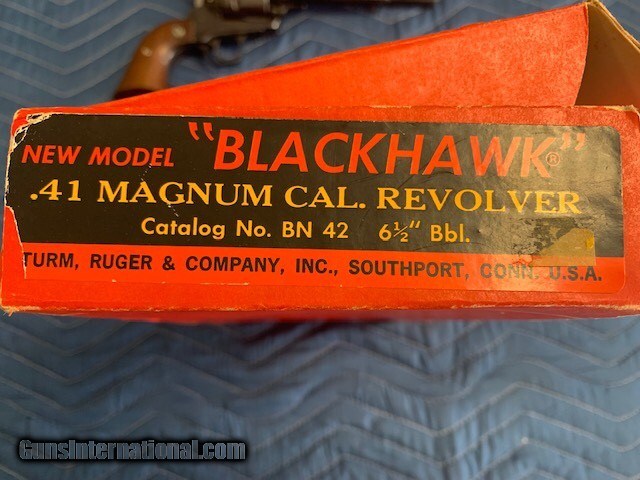 NEW MODEL "BLACKHAWK"®
.41 MAGNUM CAL. REVOLVER
Catalog No. BN 42 6½" Bbl.
TURM, RUGER & COMPANY, INC., SOUTHPORT, CONN. U.S.A.
GunsInternational.com